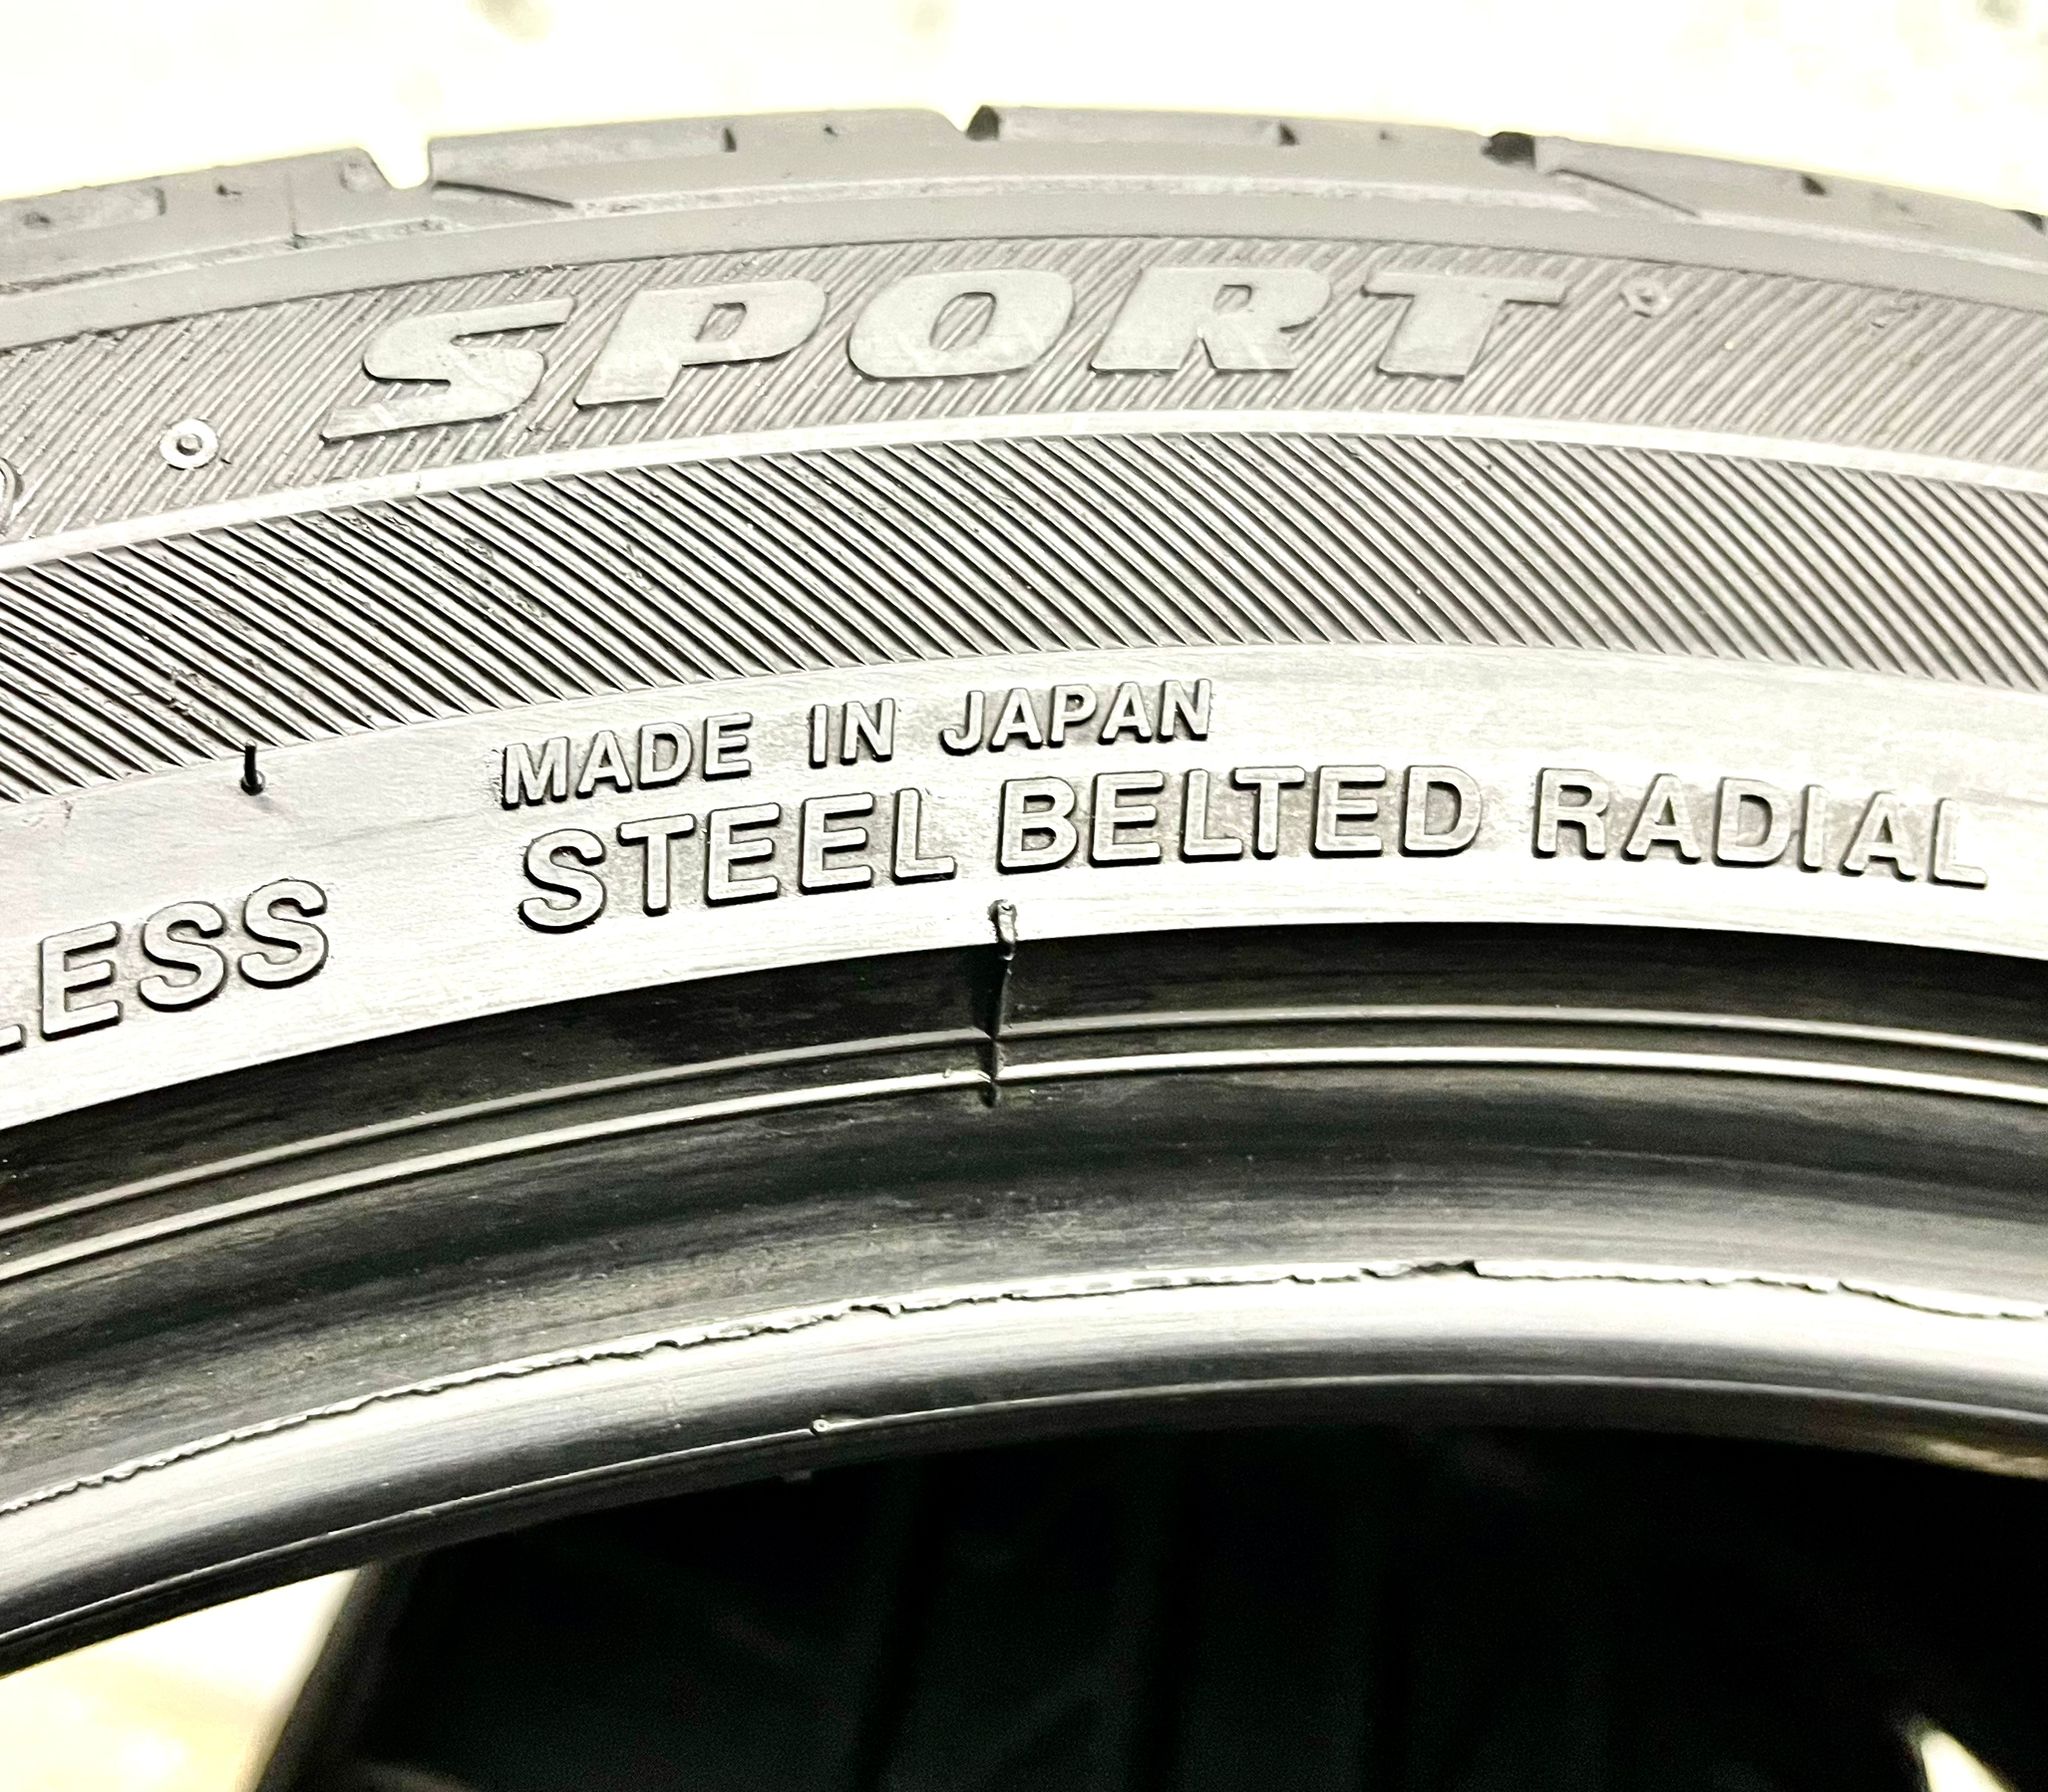 SPORT
MADE IN JAPAN
LESS STEEL BELTED RADIAL